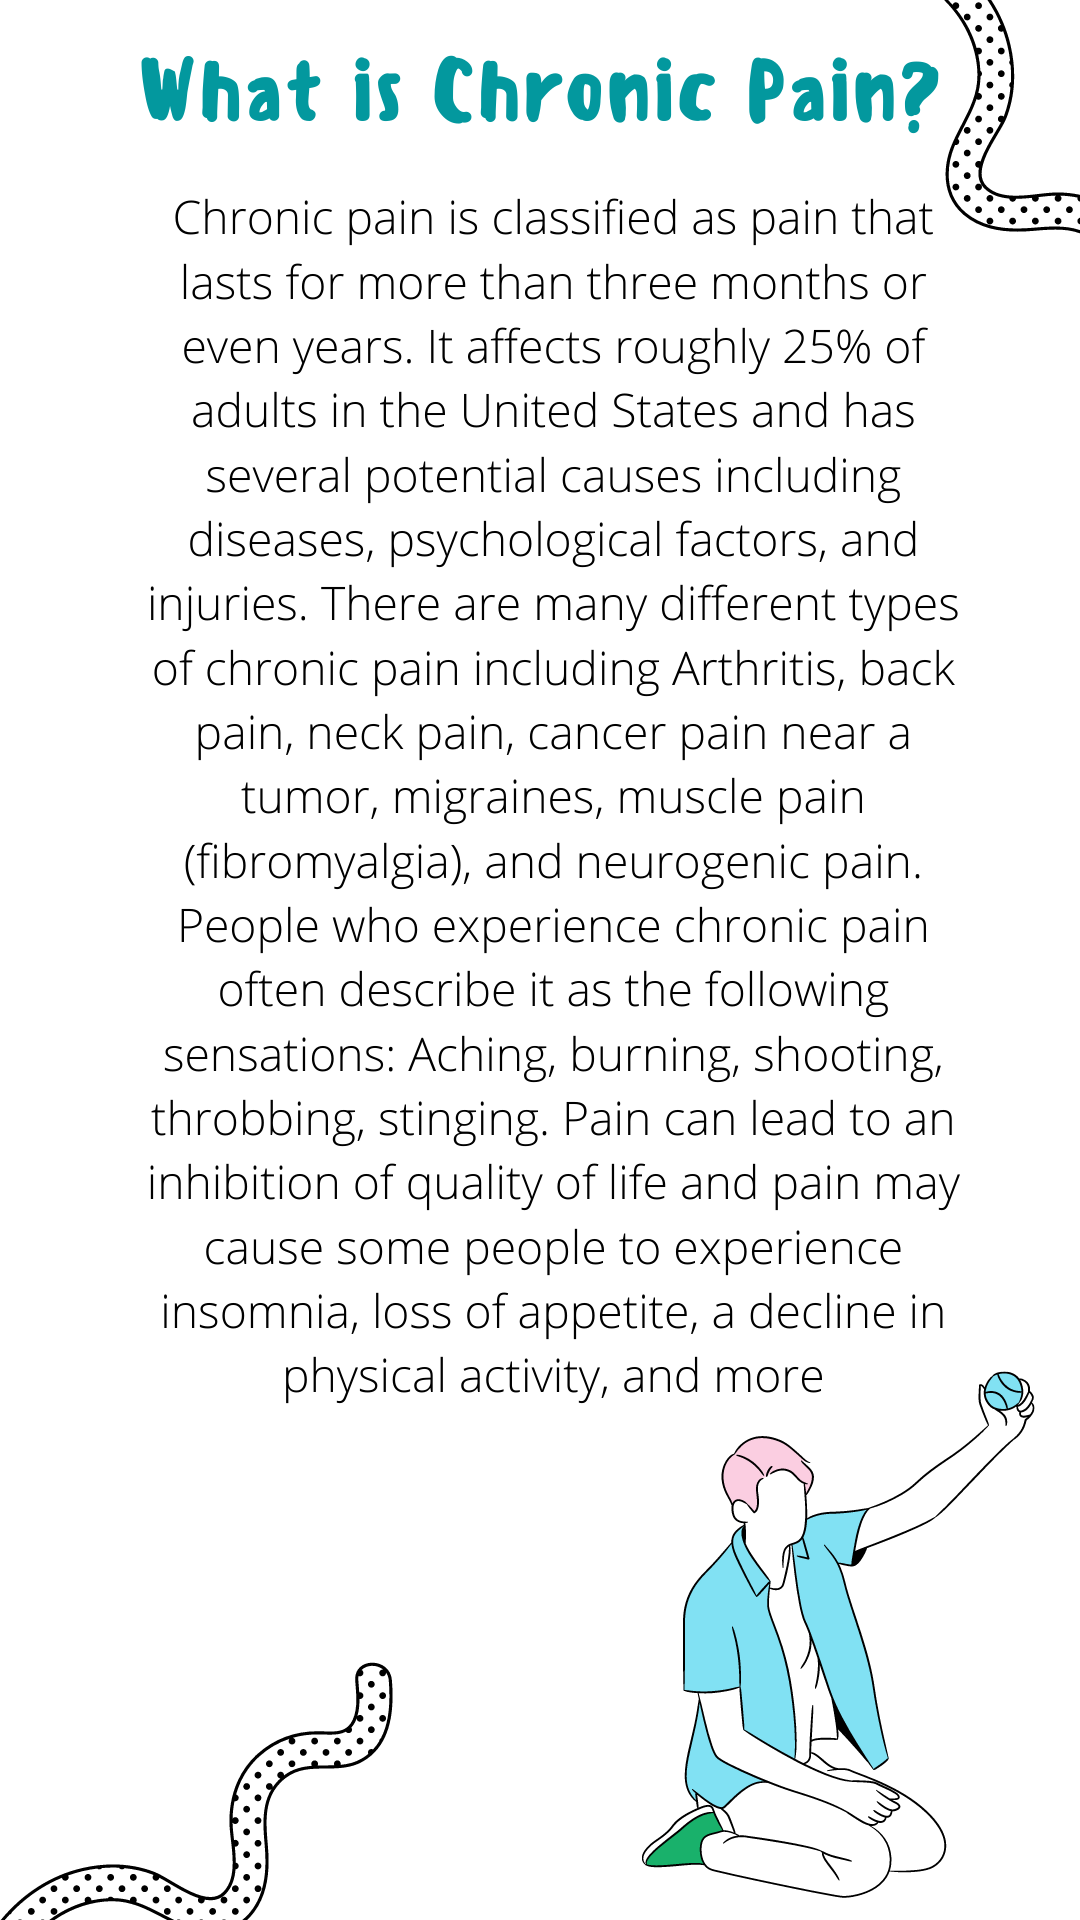 What is Chronic Pain?
Chronic pain is classified as pain that
lasts for more than three months or
even years. It affects roughly 25% of
adults in the United States and has
several potential causes including
diseases, psychological factors, and
injuries. There are many different types
of chronic pain including Arthritis, back
pain, neck pain, cancer pain near a
tumor, migraines, muscle pain
(fibromyalgia), and neurogenic pain.
People who experience chronic pain
often describe it as the following
sensations: Aching, burning, shooting,
throbbing, stinging. Pain can lead to an
inhibition of quality of life and pain may
cause some people to experience
insomnia, loss of appetite, a decline in
physical activity, and more